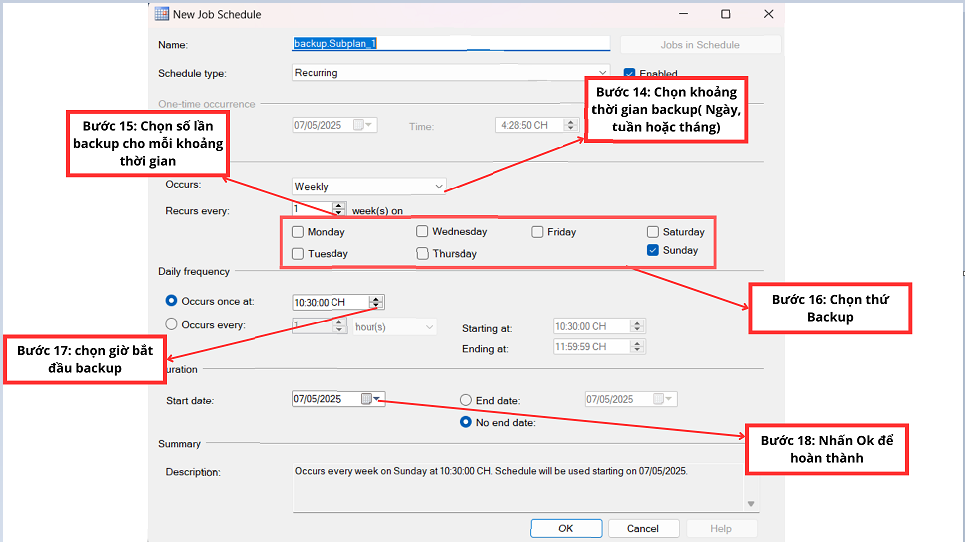 New Job Schedule
Name:
backup.Subplan_1
Jobs in Schedule
Schedule type:
Recurring
Enabled
Bước 14: Chọn khoảng
thời gian backup( Ngày,
tuần hoặc tháng)
One-time occurrence
07/05/2025
Time:
4:28:50 CH
Bước 15: Chọn số lần
backup cho mỗi khoảng
thời gian
Occurs:
Weekly
Recurs every:
1
week(s) on
Monday
Wednesday
Friday
Saturday
Tuesday
Thursday
Sunday
Daily frequency
Bước 16: Chọn thứ
Backup
Occurs once at:
10:30:00 CH
Occurs every:
1
hour(s)
Starting at:
10:30:00 CH
Ending at:
11:59:59 CH
Bước 17: chọn giờ bắt
đầu backup
uration
Start date:
07/05/2025
End date:
07/05/2025
No end date:
Bước 18: Nhấn Ok để
hoàn thành
Summary
Description:
Occurs every week on Sunday at 10:30:00 CH. Schedule will be used starting on 07/05/2025.
OK
Cancel
Help